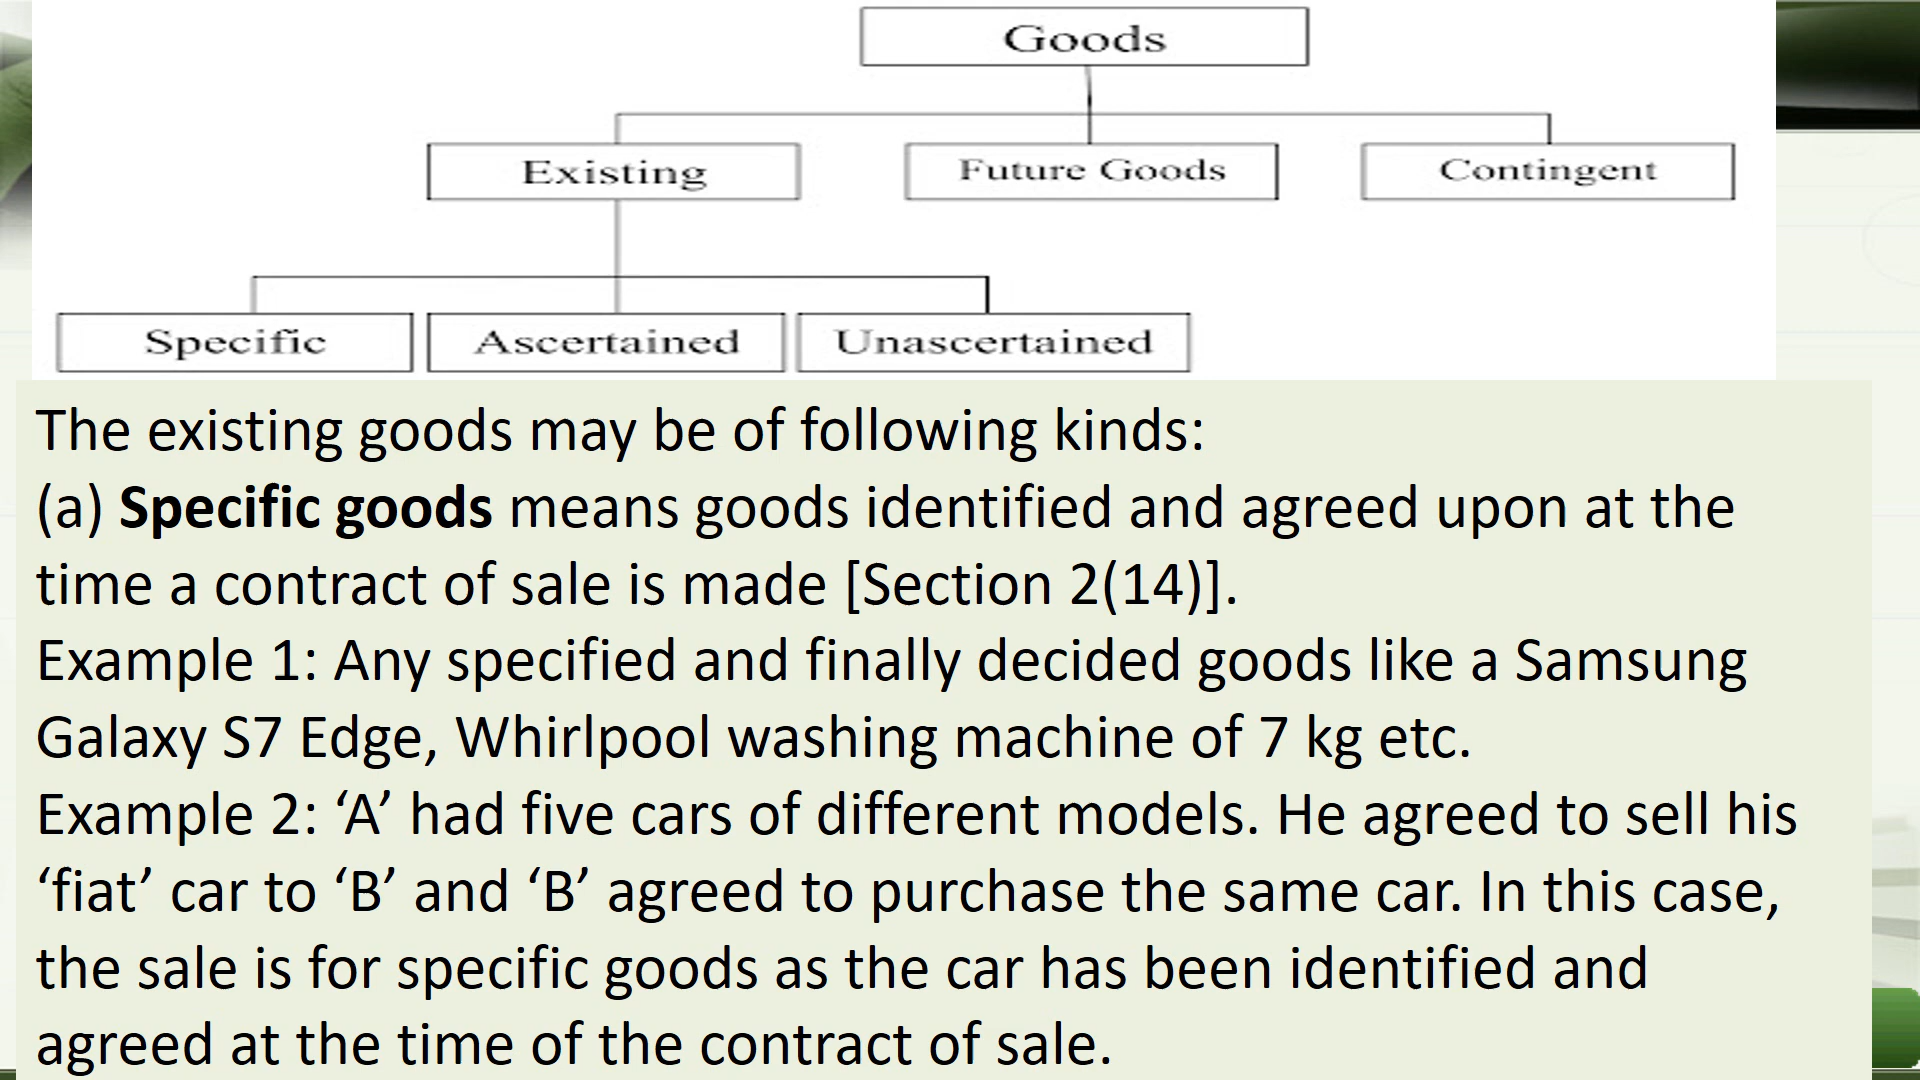 Goods
Existing
Future Goods
Contingent
Specific
Ascertained
Unascertained
The existing goods may be of following kinds:
(a) Specific goods means goods identified and agreed upon at the
time a contract of sale is made [Section 2(14)].
Example 1: Any specified and finally decided goods like a Samsung
Galaxy S7 Edge, Whirlpool washing machine of 7 kg etc.
Example 2: ‘A’ had five cars of different models. He agreed to sell his
‘fiat’ car to ‘B’ and ‘B’ agreed to purchase the same car. In this case,
the sale is for specific goods as the car has been identified and
agreed at the time of the contract of sale.